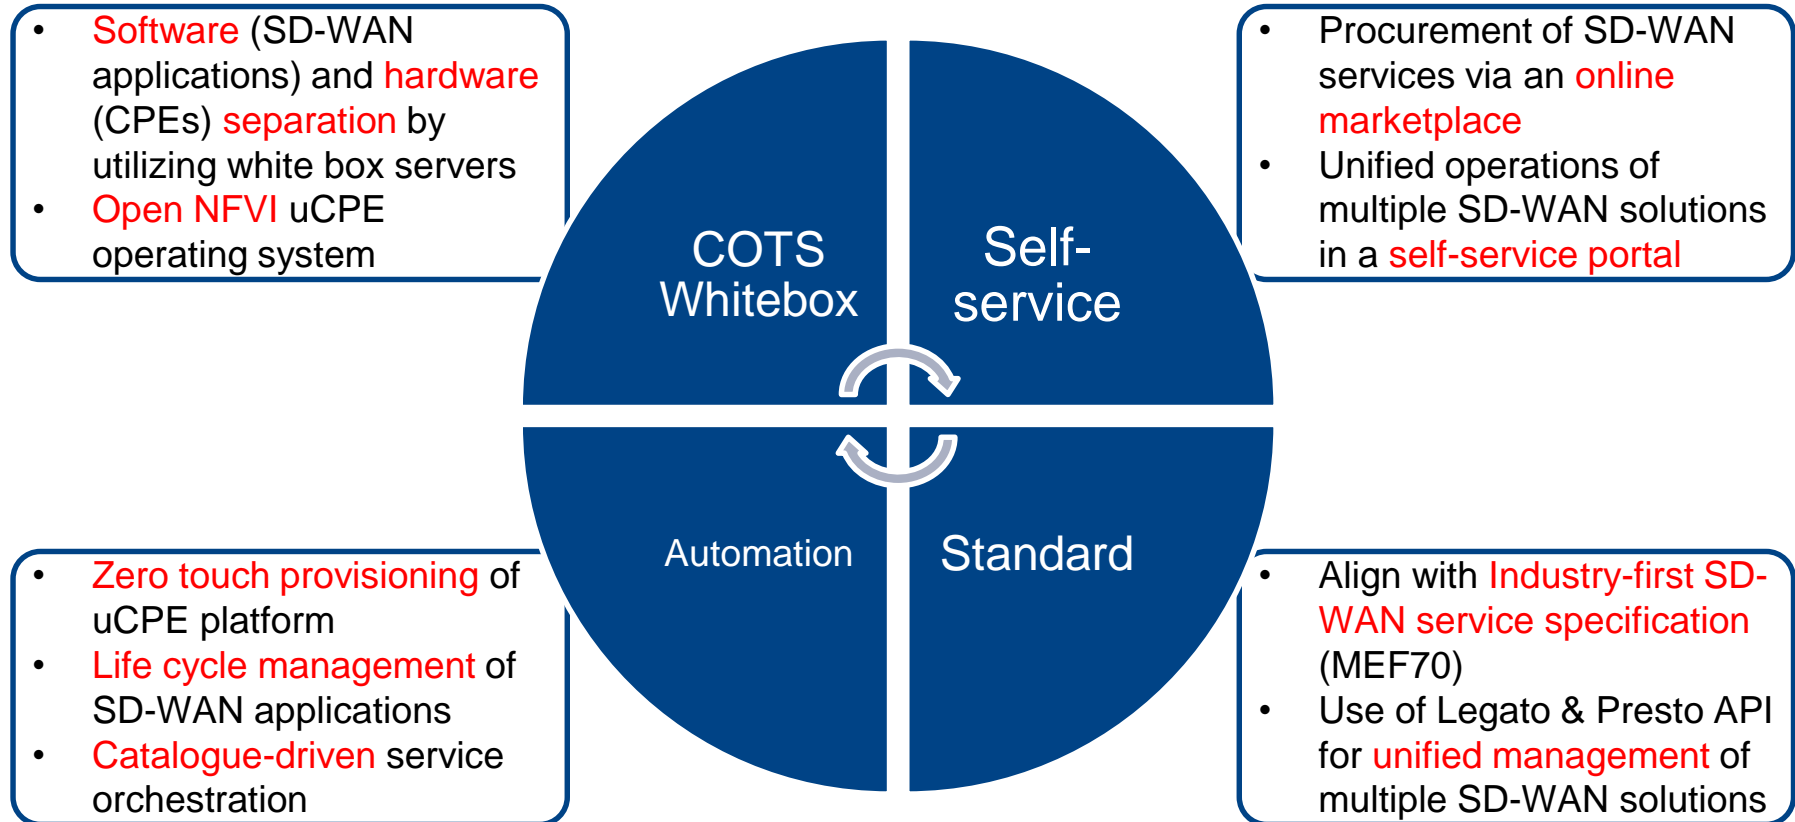 • Software (SD-WAN
applications) and hardware
(CPEs) separation by
utilizing white box servers
• Open NFVI uCPE
operating system
• Procurement of SD-WAN
services via an online
marketplace
• Unified operations of
multiple SD-WAN solutions
in a self-service portal
COTS
Whitebox
Self-
service
Automation
Standard
• Zero touch provisioning of
uCPE platform
• Life cycle management of
SD-WAN applications
• Catalogue-driven service
orchestration
• Align with Industry-first SD-
WAN service specification
(MEF70)
• Use of Legato & Presto API
for unified management of
multiple SD-WAN solutions